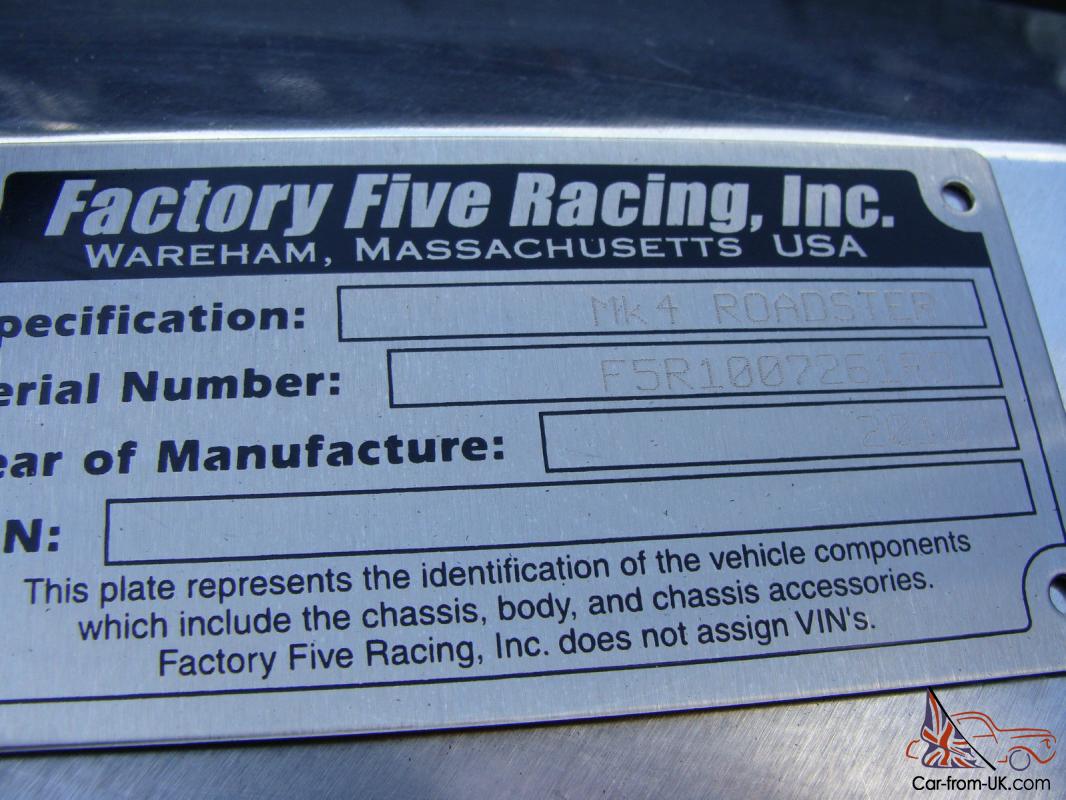 Factory Five Racing, Inc.
WAREHAM, MASSACHUSETTS USA
pecification: Mk4 ROADSTER
erial Number: F5R1007261RD
ear of Manufacture:
N:
This plate represents the identification of the vehicle components
which include the chassis, body, and chassis accessories.
Factory Five Racing, Inc. does not assign VIN's.
Car-from-UK.com